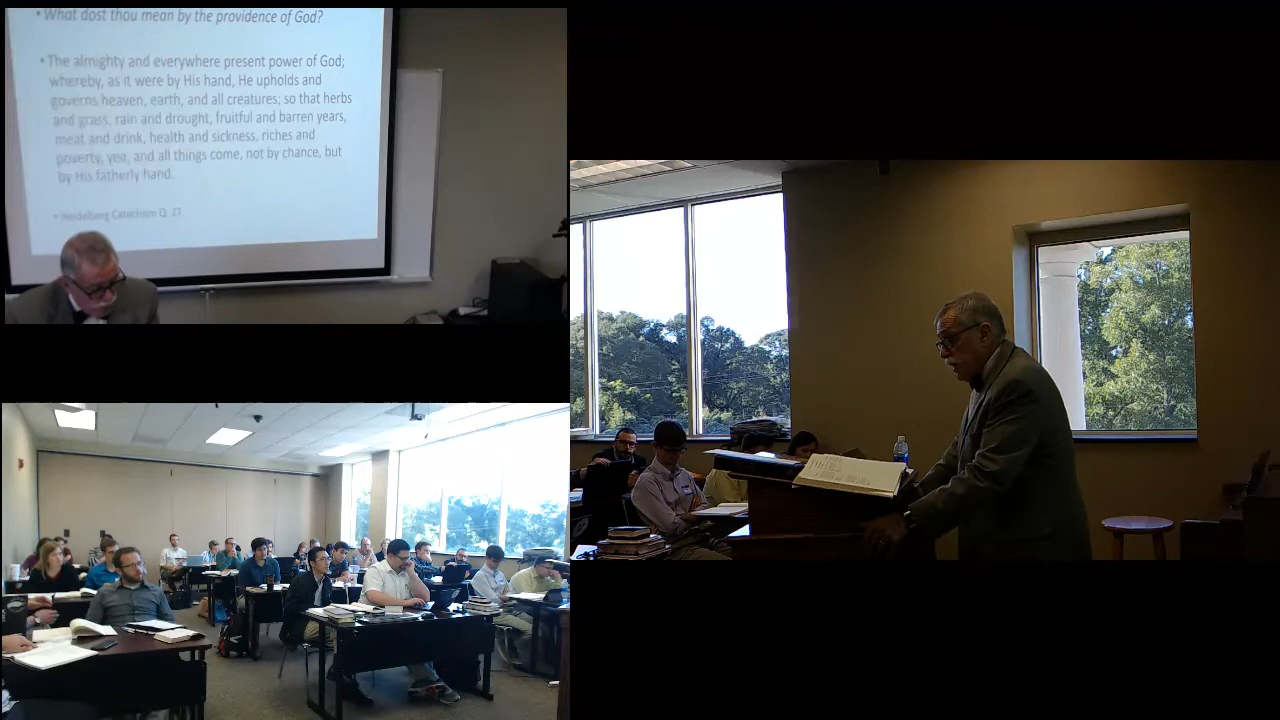 • What dost thou mean by the providence of God?
• The almighty and everywhere present power of God;
whereby, as it were by His hand, He upholds and
governs heaven, earth, and all creatures; so that herbs
and grass, rain and drought, fruitful and barren years,
meat and drink, health and sickness, riches and
poverty, yea, and all things come, not by chance, but
by His fatherly hand.
• Heidelberg Catechism Q. 27